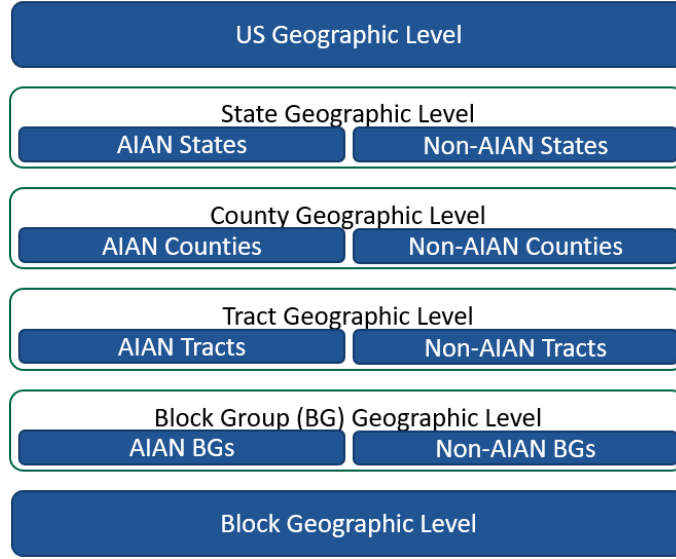 US Geographic Level
State Geographic Level
AIAN States
Non-AIAN States
County Geographic Level
AIAN Counties
Non-AIAN Counties
Tract Geographic Level
AIAN Tracts
Non-AIAN Tracts
Block Group (BG) Geographic Level
AIAN BGs
Non-AIAN BGs
Block Geographic Level